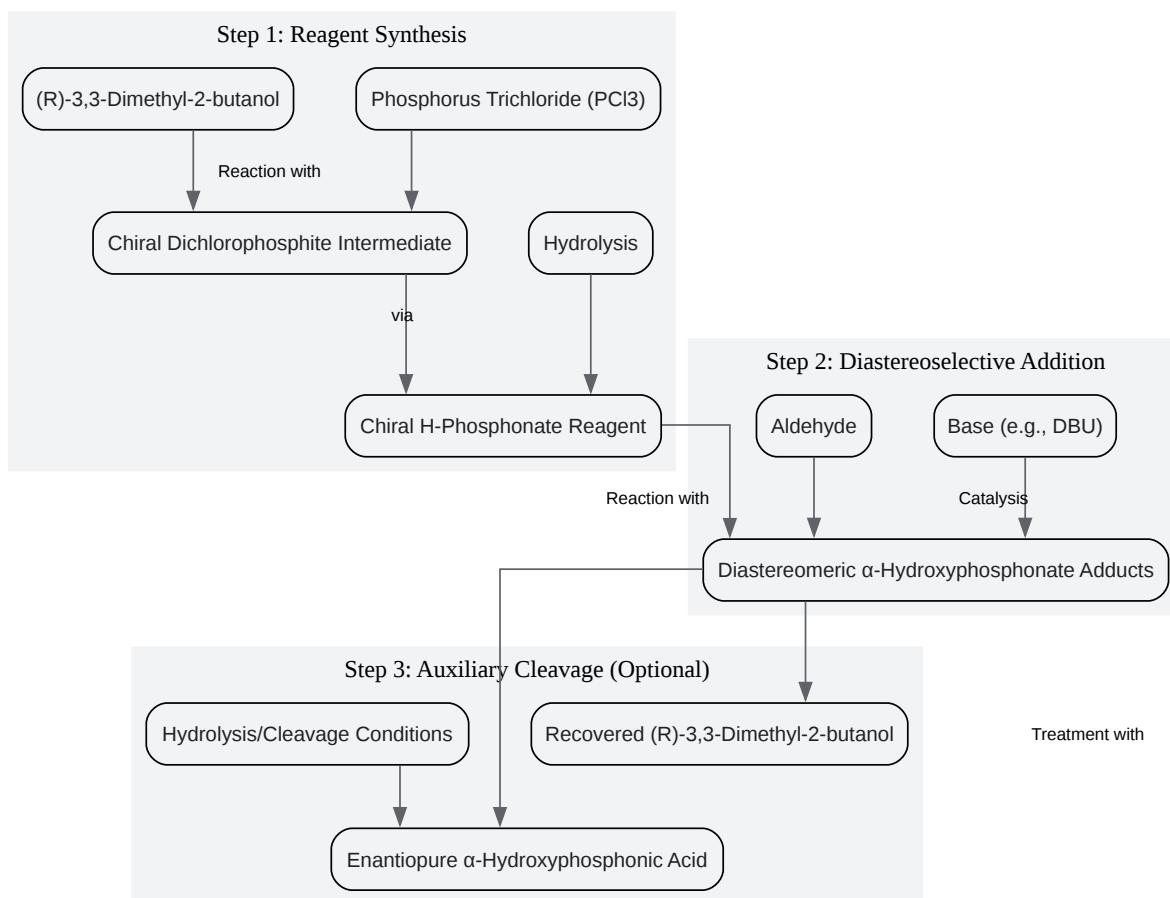 Step 1: Reagent Synthesis
(R)-3,3-Dimethyl-2-butanol
Phosphorus Trichloride (PCl3)
Reaction with
Chiral Dichlorophosphite Intermediate
Hydrolysis
via
Chiral H-Phosphonate Reagent
Step 2: Diastereoselective Addition
Aldehyde
Base (e.g., DBU)
Reaction with
Catalysis
Diastereomeric α-Hydroxyphosphonate Adducts
Step 3: Auxiliary Cleavage (Optional)
Hydrolysis/Cleavage Conditions
Recovered (R)-3,3-Dimethyl-2-butanol
Treatment with
Enantiopure α-Hydroxyphosphonic Acid